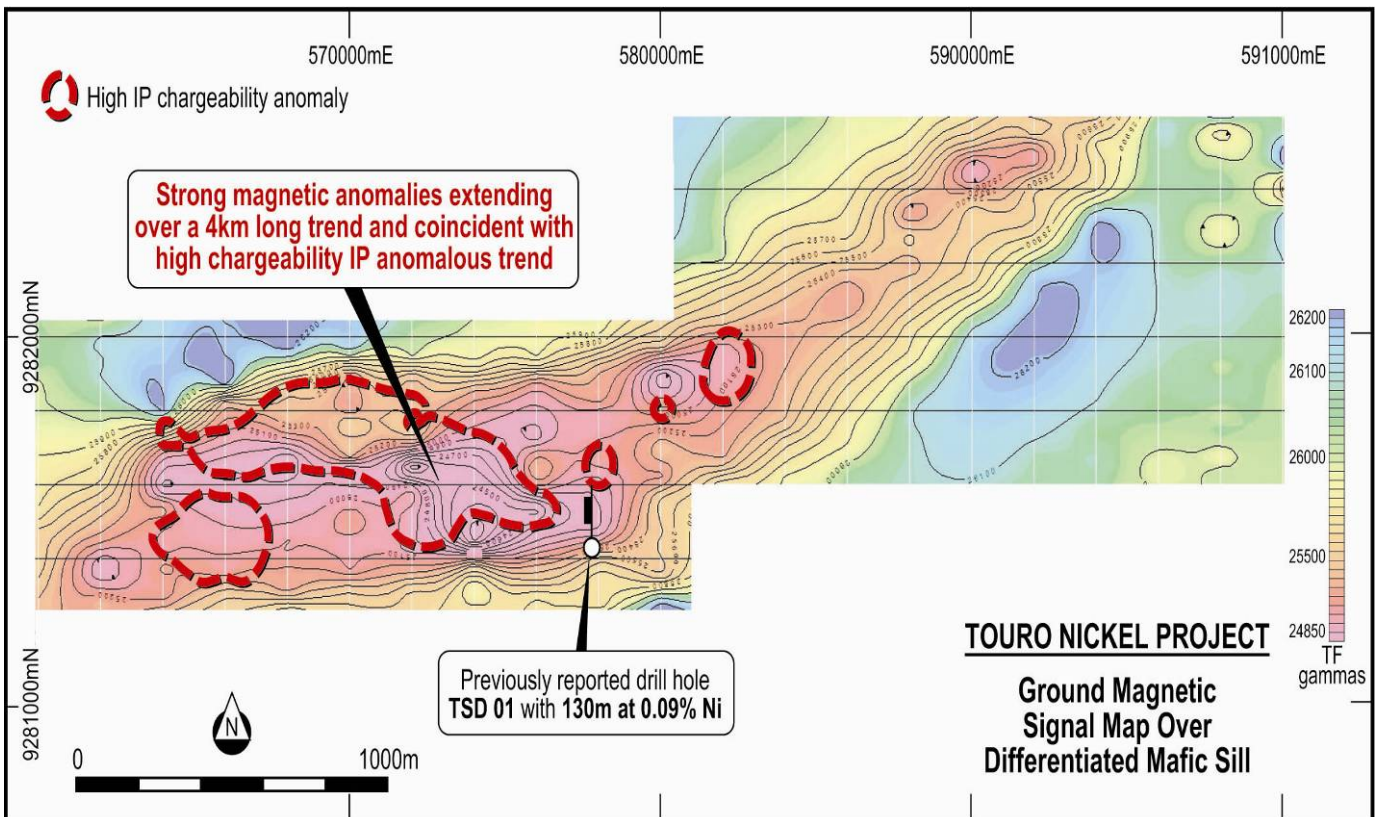 570000mE
580000mE
590000mE
591000mE
High IP chargeability anomaly
Strong magnetic anomalies extending
over a 4km long trend and coincident with
high chargeability IP anomalous trend
9282000mN
9281000mN
26200
26100
26000
25500
24850
TF
gammas
Previously reported drill hole
TSD 01 with 130m at 0.09% Ni
N
0
1000m
TOURO NICKEL PROJECT
Ground Magnetic
Signal Map Over
Differentiated Mafic Sill